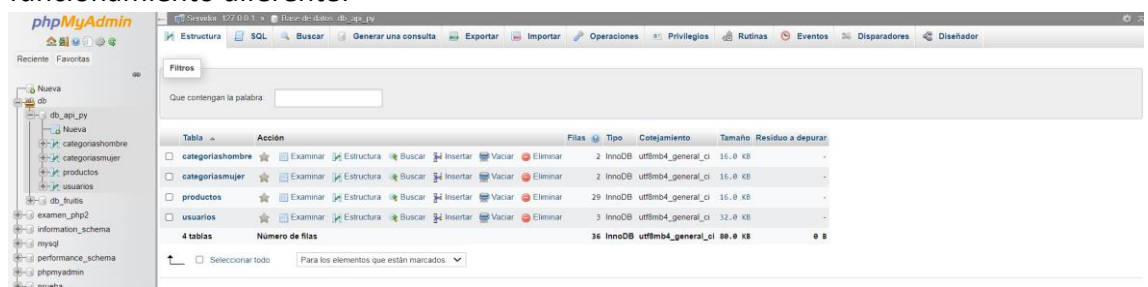 funcionamiento diferente.
phpMyAdmin
Reciente Favoritas
Nueva
db
db_api_py
Nueva
categoriashombre
categoriasmujer
productos
usuarios
db_fruitis
examen_php2
information_schema
mysql
performance_schema
phpmyadmin
prueba
Servidor: 127.0.0.1 » Base de datos: db_api_py
Estructura SQL Buscar Generar una consulta Exportar Importar Operaciones Privilegios Rutinas Eventos Disparadores Diseñador
Filtros
Que contengan la palabra:
Tabla Acción Filas Tipo Cotejamiento Tamaño Residuo a depurar
categoriashombre Examinar Estructura Buscar Insertar Vaciar Eliminar 2 InnoDB utf8mb4_general_ci 16.0 KB -
categoriasmujer Examinar Estructura Buscar Insertar Vaciar Eliminar 2 InnoDB utf8mb4_general_ci 16.0 KB -
productos Examinar Estructura Buscar Insertar Vaciar Eliminar 29 InnoDB utf8mb4_general_ci 16.0 KB -
usuarios Examinar Estructura Buscar Insertar Vaciar Eliminar 3 InnoDB utf8mb4_general_ci 32.0 KB -
4 tablas Número de filas 36 InnoDB utf8mb4_general_ci 80.0 KB 0 B
Seleccionar todo Para los elementos que están marcados: